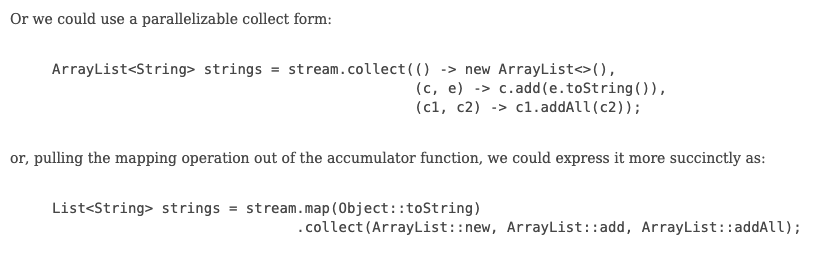 Or we could use a parallelizable collect form:
ArrayList<String> strings = stream.collect(() -> new ArrayList<>(),
(c, e) -> c.add(e.toString()),
(c1, c2) -> c1.addAll(c2));
or, pulling the mapping operation out of the accumulator function, we could express it more succinctly as:
List<String> strings = stream.map(Object::toString)
.collect(ArrayList::new, ArrayList::add, ArrayList::addAll);